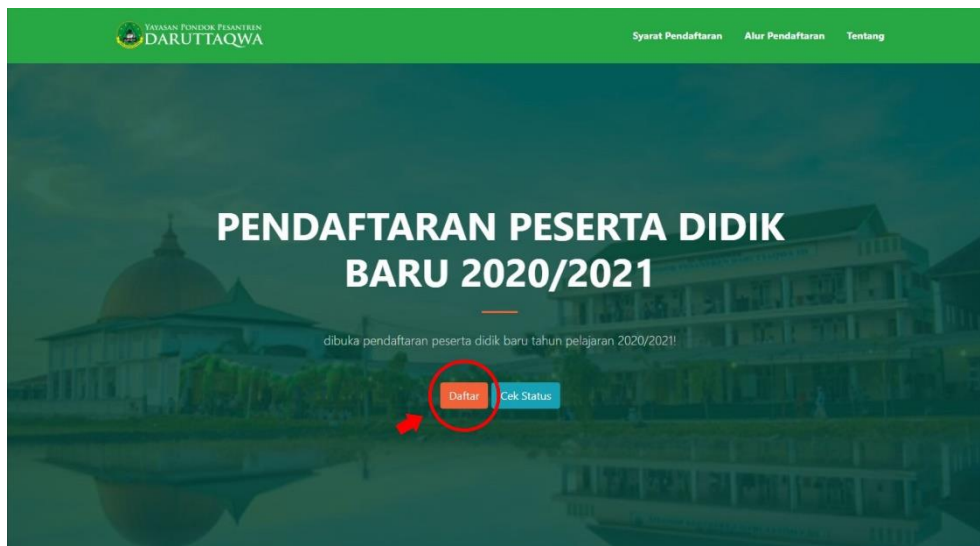 YAYASAN PONDOK PESANTREN
DARUTTAQWA
Syarat Pendaftaran Alur Pendaftaran Tentang
PENDAFTARAN PESERTA DIDIK
BARU 2020/2021
dibuka pendaftaran peserta didik baru tahun pelajaran 2020/2021!
Daftar Cek Status